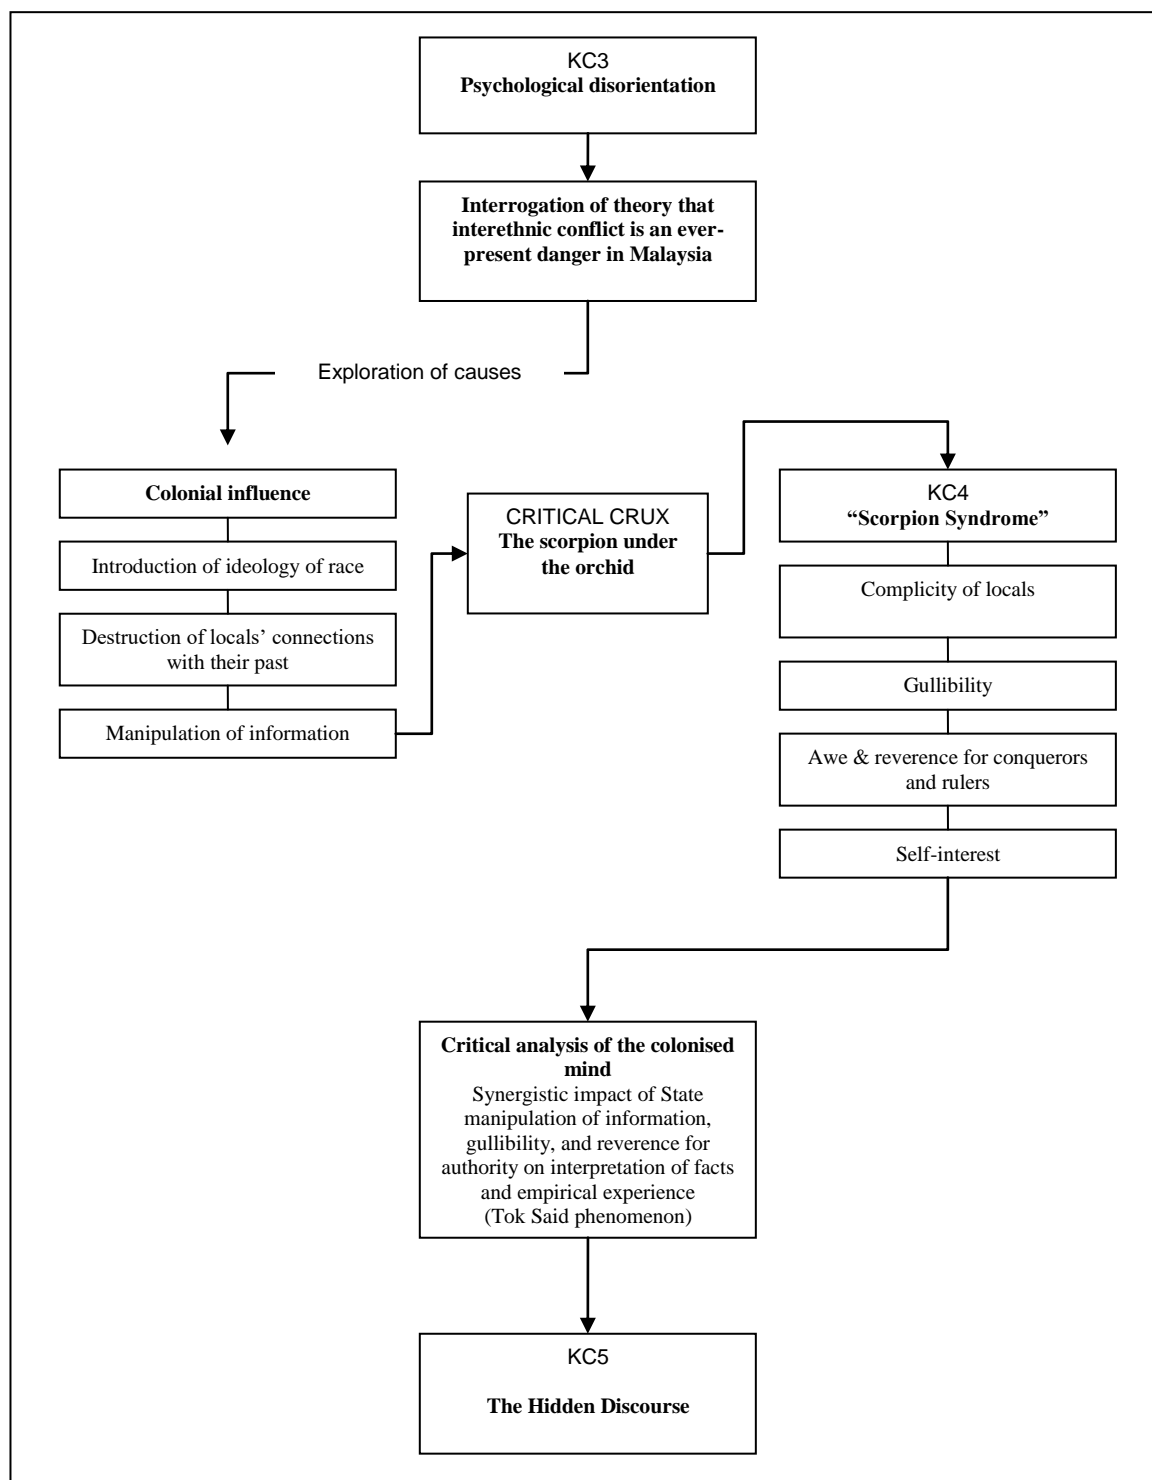 KC3
Psychological disorientation
Interrogation of theory that
interethnic conflict is an ever-
present danger in Malaysia
Exploration of causes
Colonial influence
Introduction of ideology of race
Destruction of locals’ connections
with their past
Manipulation of information
CRITICAL CRUX
The scorpion under
the orchid
KC4
“Scorpion Syndrome”
Complicity of locals
Gullibility
Awe & reverence for conquerors
and rulers
Self-interest
Critical analysis of the colonised
mind
Synergistic impact of State
manipulation of information,
gullibility, and reverence for
authority on interpretation of facts
and empirical experience
(Tok Said phenomenon)
KC5
The Hidden Discourse